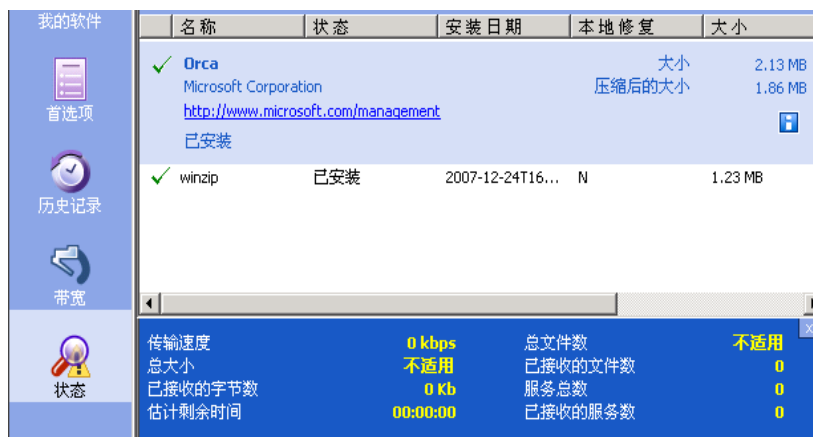 我的软件
首选项
历史记录
带宽
状态
名称 状态 安装日期 本地修复 大小
Orca 大小 2.13 MB
Microsoft Corporation 压缩后的大小 1.86 MB
http://www.microsoft.com/management
已安装
winzip 已安装 2007-12-24T16... N 1.23 MB
传输速度 0 kbps 总文件数 不适用
总大小 不适用 已接收的文件数 0
已接收的字节数 0 Kb 服务总数 0
估计剩余时间 00:00:00 已接收的服务数 0